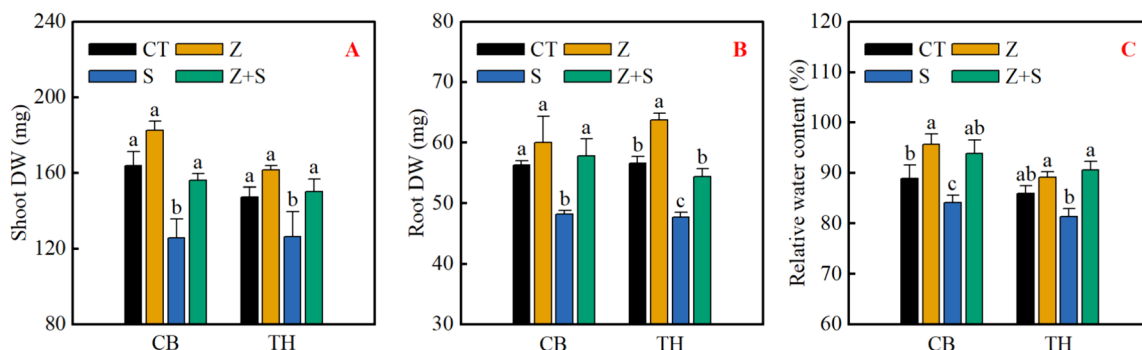 A
CT Z
S Z+S
Shoot DW (mg)
240
200
160
120
80
a a b a
a a b a
CB TH
B
CT Z
S Z+S
Root DW (mg)
80
70
60
50
40
30
a a b a
b a c b
CB TH
C
CT Z
S Z+S
Relative water content (%)
120
110
100
90
80
70
60
b a c ab
ab a b a
CB TH